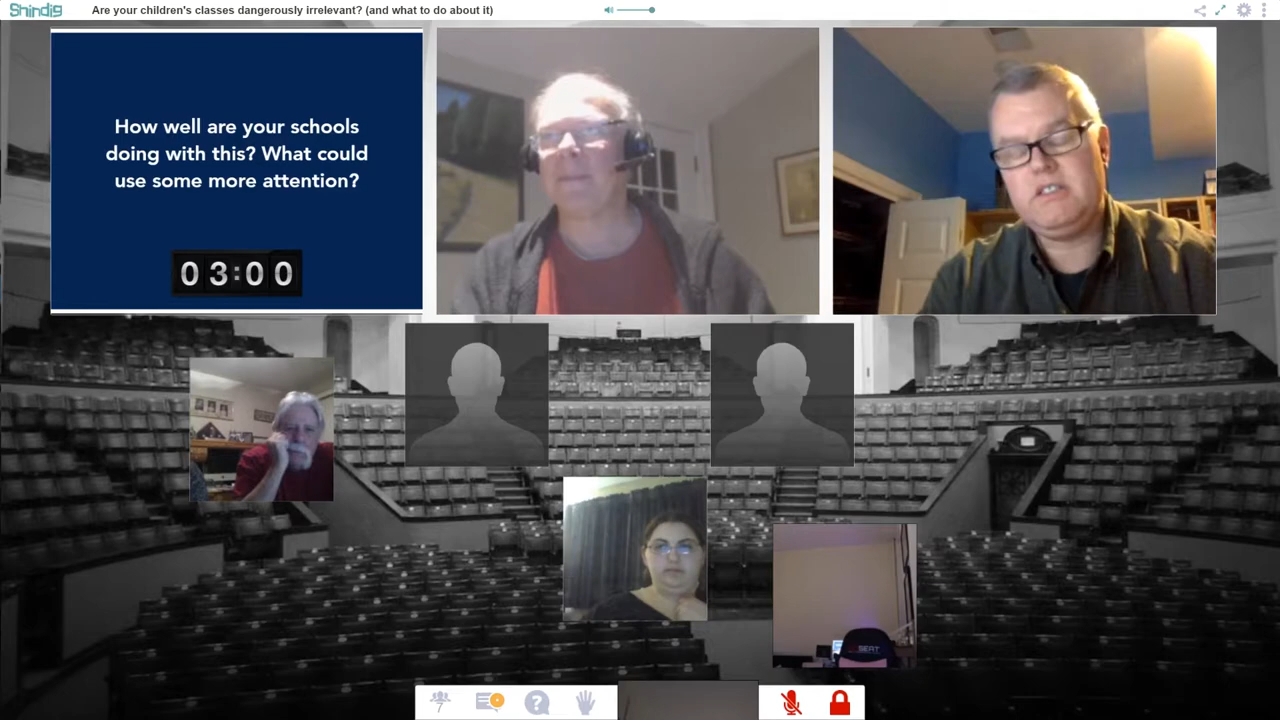 Shindig
Are your children's classes dangerously irrelevant? (and what to do about it)
How well are your schools
doing with this? What could
use some more attention?
03:00
7